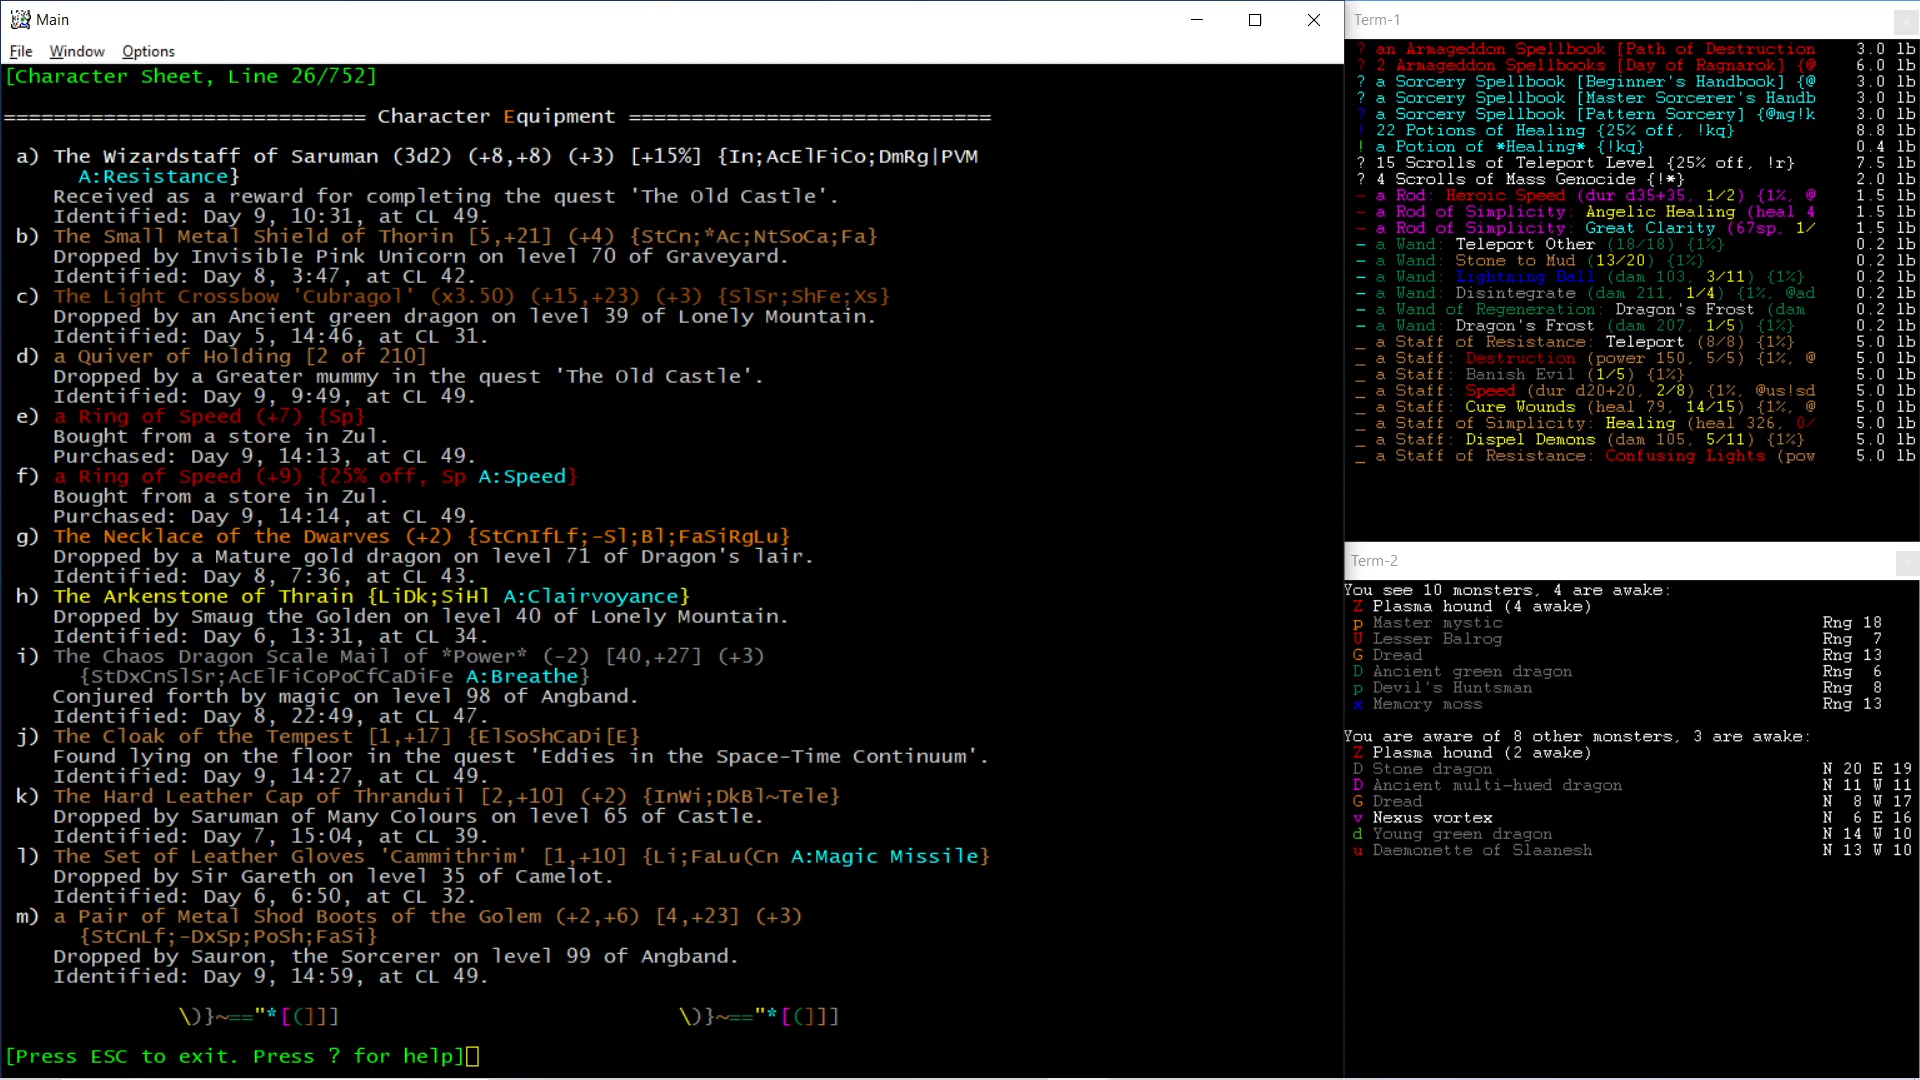 Main
File Window Options
[Character Sheet, Line 26/752]
============================= Character Equipment =============================
a) The Wizardstaff of Saruman (3d2) (+8,+8) (+3) [+15%] {In;AcElFiCo;DmRg|PVM
A:Resistance}
Received as a reward for completing the quest 'The Old Castle'.
Identified: Day 9, 10:31, at CL 49.
b) The Small Metal Shield of Thorin [5,+21] (+4) {StCn;*Ac;NtSoCa;Fa}
Dropped by Invisible Pink Unicorn on level 70 of Graveyard.
Identified: Day 8, 3:47, at CL 42.
c) The Light Crossbow 'Cubragol' (x3.50) (+15,+23) (+3) {SlSr;ShFe;Xs}
Dropped by an Ancient green dragon on level 39 of Lonely Mountain.
Identified: Day 5, 14:46, at CL 31.
d) a Quiver of Holding [2 of 210]
Dropped by a Greater mummy in the quest 'The Old Castle'.
Identified: Day 9, 9:49, at CL 49.
e) a Ring of Speed (+7) {Sp}
Bought from a store in Zul.
Purchased: Day 9, 14:13, at CL 49.
f) a Ring of Speed (+9) {25% off, Sp A:Speed}
Bought from a store in Zul.
Purchased: Day 9, 14:14, at CL 49.
g) The Necklace of the Dwarves (+2) {StCnIfLf;-Sl;Bl;FaSiRgLu}
Dropped by a Mature gold dragon on level 71 of Dragon's lair.
Identified: Day 8, 7:36, at CL 43.
h) The Arkenstone of Thrain {LiDk;SiHl A:Clairvoyance}
Dropped by Smaug the Golden on level 40 of Lonely Mountain.
Identified: Day 6, 13:31, at CL 34.
i) The Chaos Dragon Scale Mail of *Power* (-2) [40,+27] (+3)
{StDxCnSlSr;AcElFiCoPoCfCaDiFe A:Breathe}
Conjured forth by magic on level 98 of Angband.
Identified: Day 8, 22:49, at CL 47.
j) The Cloak of the Tempest [1,+17] {ElSoShCaDi[E}
Found lying on the floor in the quest 'Eddies in the Space-Time Continuum'.
Identified: Day 9, 14:27, at CL 49.
k) The Hard Leather Cap of Thranduil [2,+10] (+2) {InWi;DkBl~Tele}
Dropped by Saruman of Many Colours on level 65 of Castle.
Identified: Day 7, 15:04, at CL 39.
l) The Set of Leather Gloves 'Cammithrim' [1,+10] {Li;FaLu(Cn A:Magic Missile}
Dropped by Sir Gareth on level 35 of Camelot.
Identified: Day 6, 6:50, at CL 32.
m) a Pair of Metal Shod Boots of the Golem (+2,+6) [4,+23] (+3)
{StCnLf;-DxSp;PoSh;FaSi}
Dropped by Sauron, the Sorcerer on level 99 of Angband.
Identified: Day 9, 14:59, at CL 49.
\)}~=="*[(]]] \)}~=="*[(]]]
[Press ESC to exit. Press ? for help]
Term-1
? an Armageddon Spellbook [Path of Destruction 3.0 lb
? 2 Armageddon Spellbooks [Day of Ragnarok] {@ 6.0 lb
? a Sorcery Spellbook [Beginner's Handbook] {@ 3.0 lb
? a Sorcery Spellbook [Master Sorcerer's Handb 3.0 lb
? a Sorcery Spellbook [Pattern Sorcery] {@mg!k 3.0 lb
! 22 Potions of Healing {25% off, !kq} 8.8 lb
! a Potion of *Healing* {!kq} 0.4 lb
? 15 Scrolls of Teleport Level {25% off, !r} 7.5 lb
? 4 Scrolls of Mass Genocide {!*} 2.0 lb
- a Rod: Heroic Speed (dur d35+35, 1/2) {1%, @ 1.5 lb
- a Rod of Simplicity: Angelic Healing (heal 4 1.5 lb
- a Rod of Simplicity: Great Clarity (67sp, 1/ 1.5 lb
- a Wand: Teleport Other (18/18) {1%} 0.2 lb
- a Wand: Stone to Mud (13/20) {1%} 0.2 lb
- a Wand: Lightning Ball (dam 103, 3/11) {1%} 0.2 lb
- a Wand: Disintegrate (dam 211, 1/4) {1%, @ad 0.2 lb
- a Wand of Regeneration: Dragon's Frost (dam 0.2 lb
- a Wand: Dragon's Frost (dam 207, 1/5) {1%} 0.2 lb
_ a Staff of Resistance: Teleport (8/8) {1%} 5.0 lb
_ a Staff: Destruction (power 150, 5/5) {1%, @ 5.0 lb
_ a Staff: Banish Evil (1/5) {1%} 5.0 lb
_ a Staff: Speed (dur d20+20, 2/8) {1%, @us!sd 5.0 lb
_ a Staff: Cure Wounds (heal 79, 14/15) {1%, @ 5.0 lb
_ a Staff of Simplicity: Healing (heal 326, 0/ 5.0 lb
_ a Staff: Dispel Demons (dam 105, 5/11) {1%} 5.0 lb
_ a Staff of Resistance: Confusing Lights (pow 5.0 lb
Term-2
You see 10 monsters, 4 are awake:
Z Plasma hound (4 awake)
p Master mystic Rng 18
U Lesser Balrog Rng 7
G Dread Rng 13
D Ancient green dragon Rng 6
p Devil's Huntsman Rng 8
x Memory moss Rng 13
You are aware of 8 other monsters, 3 are awake:
Z Plasma hound (2 awake)
D Stone dragon N 20 E 19
D Ancient multi-hued dragon N 11 W 11
G Dread N 8 W 17
v Nexus vortex N 6 E 16
d Young green dragon N 14 W 10
u Daemonette of Slaanesh N 13 W 10